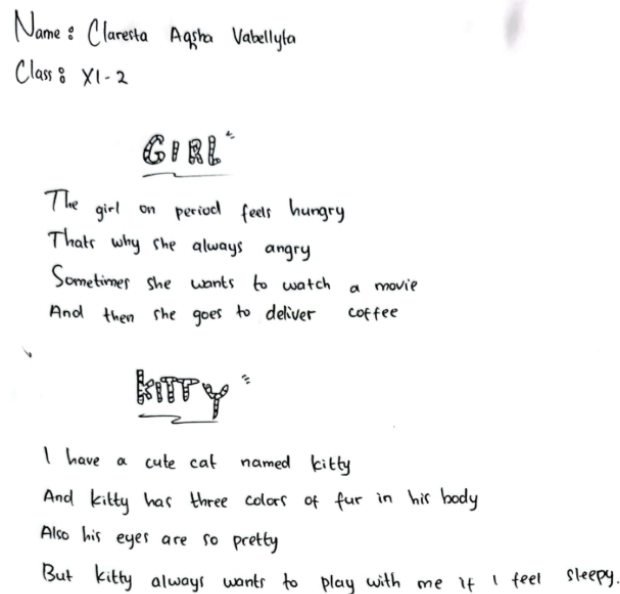 Name : Claresta Aqsha Vabellyta
Class : XI-2
GIRL
The girl on period feels hungry
Thats why she always angry
Sometimes she wants to watch a movie
And then she goes to deliver coffee
KITTY
I have a cute cat named kitty
And kitty has three colors of fur in his body
Also his eyes are so pretty
But kitty always wants to play with me if I feel sleepy.